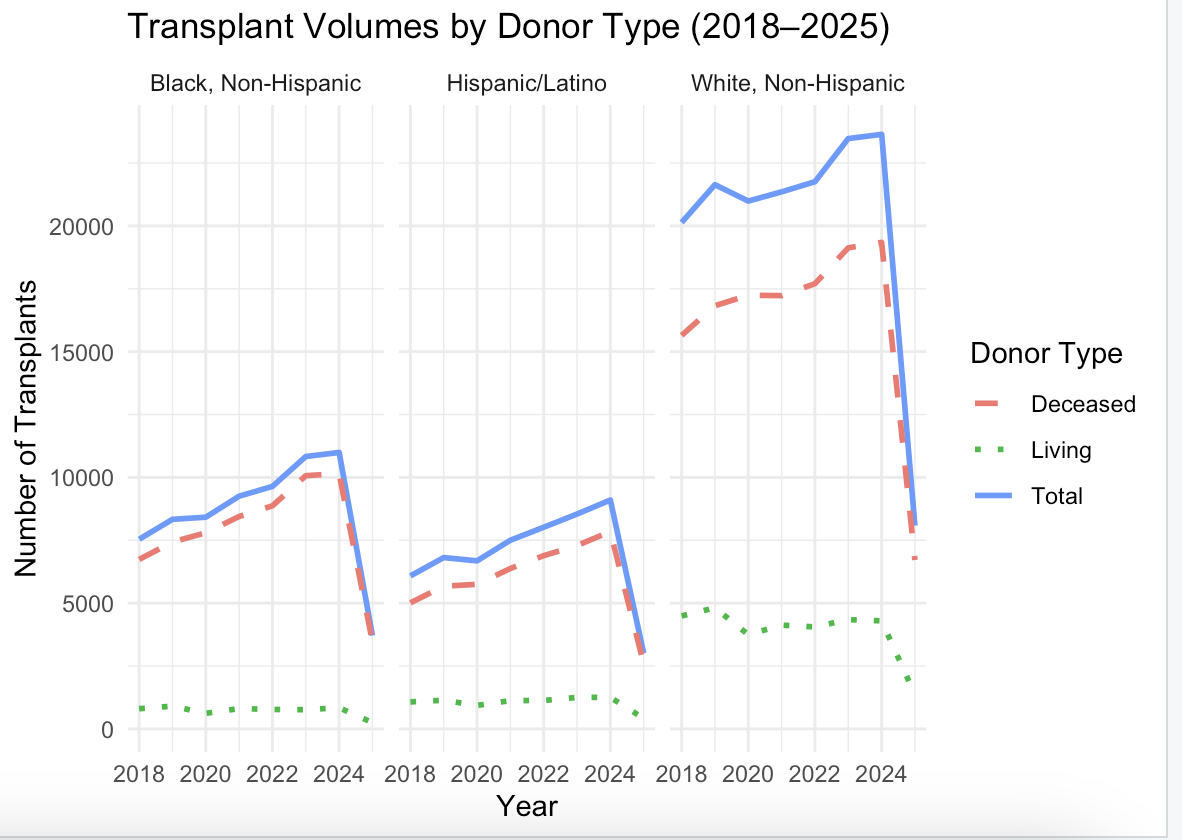 Transplant Volumes by Donor Type (2018–2025)
Black, Non-Hispanic
Hispanic/Latino
White, Non-Hispanic
Number of Transplants
20000
15000
10000
5000
0
2018 2020 2022 2024 2018 2020 2022 2024 2018 2020 2022 2024
Year
Donor Type
Deceased
Living
Total